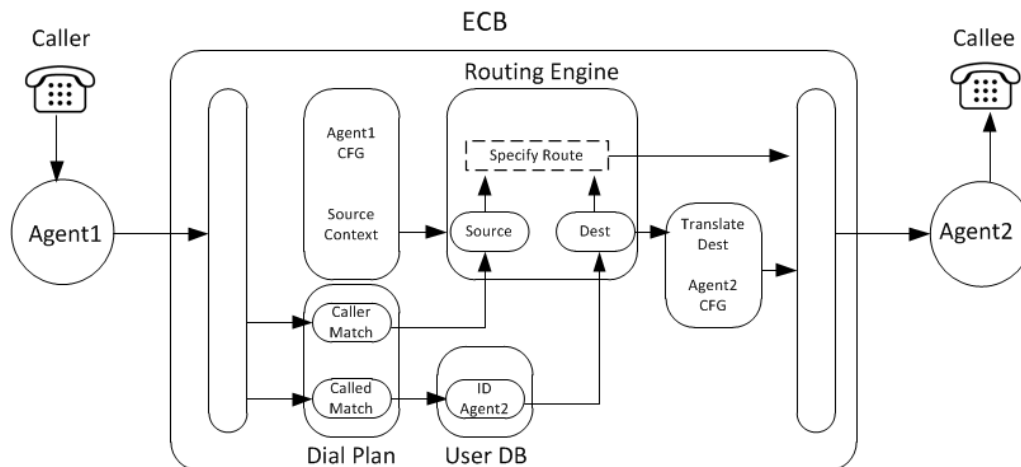 ECB
Caller
Callee
Routing Engine
Agent1
CFG
Specify Route
Source
Context
Source
Dest
Translate
Dest
Agent1
Agent2
Agent2
CFG
Caller
Match
Called
Match
ID
Agent2
Dial Plan
User DB